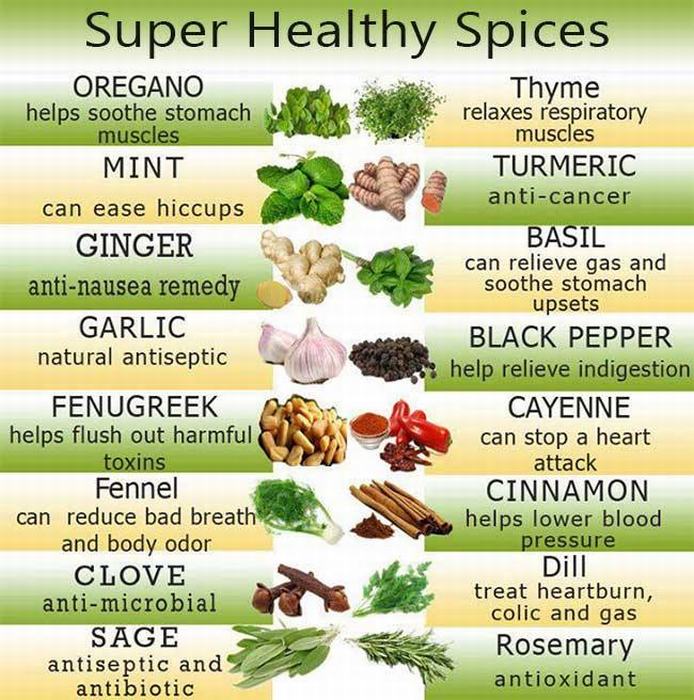 Super Healthy Spices
OREGANO
helps soothe stomach
muscles
Thyme
relaxes respiratory
muscles
MINT
can ease hiccups
TURMERIC
anti-cancer
GINGER
anti-nausea remedy
BASIL
can relieve gas and
soothe stomach
upsets
GARLIC
natural antiseptic
BLACK PEPPER
help relieve indigestion
FENUGREEK
helps flush out harmful
toxins
CAYENNE
can stop a heart
attack
Fennel
can reduce bad breath
and body odor
CINNAMON
helps lower blood
pressure
CLOVE
anti-microbial
Dill
treat heartburn,
colic and gas
SAGE
antiseptic and
antibiotic
Rosemary
antioxidant